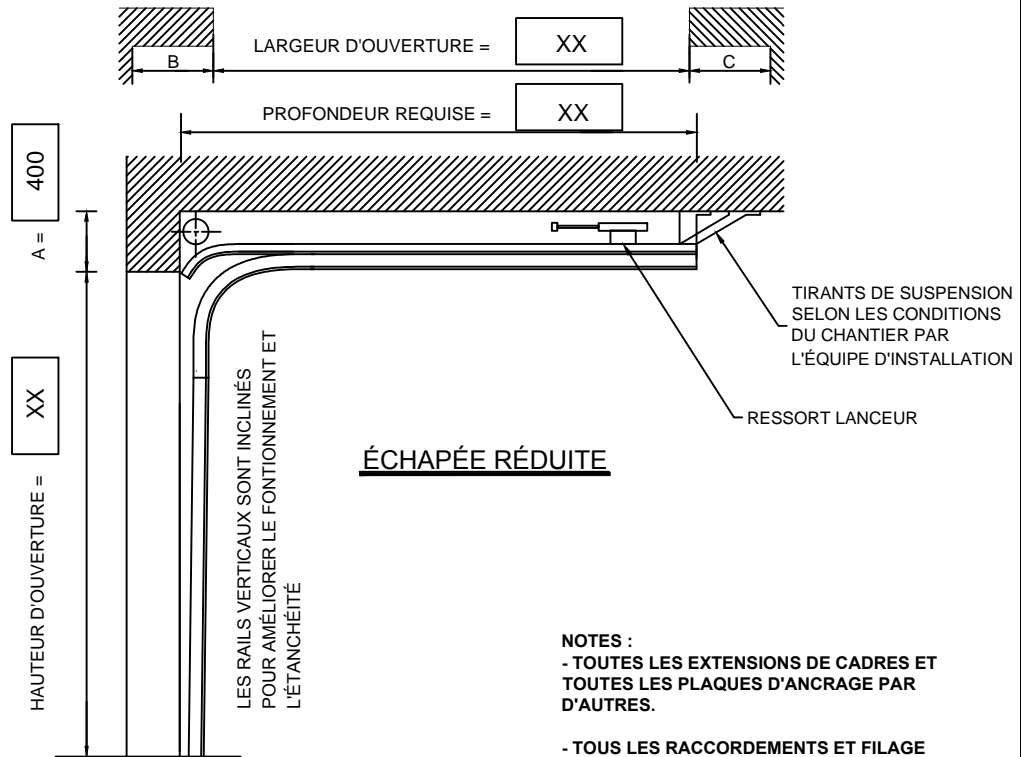 LARGEUR D'OUVERTURE = XX
B
C
PROFONDEUR REQUISE = XX
A = 400
HAUTEUR D'OUVERTURE = XX
TIRANTS DE SUSPENSION
SELON LES CONDITIONS
DU CHANTIER PAR
L'ÉQUIPE D'INSTALLATION
RESSORT LANCEUR
ÉCHAPÉE RÉDUITE
LES RAILS VERTICAUX SONT INCLINÉS
POUR AMÉLIORER LE FONTIONNEMENT ET
L'ÉTANCHÉITÉ
NOTES :
- TOUTES LES EXTENSIONS DE CADRES ET
TOUTES LES PLAQUES D'ANCRAGE PAR
D'AUTRES.
- TOUS LES RACCORDEMENTS ET FILAGE